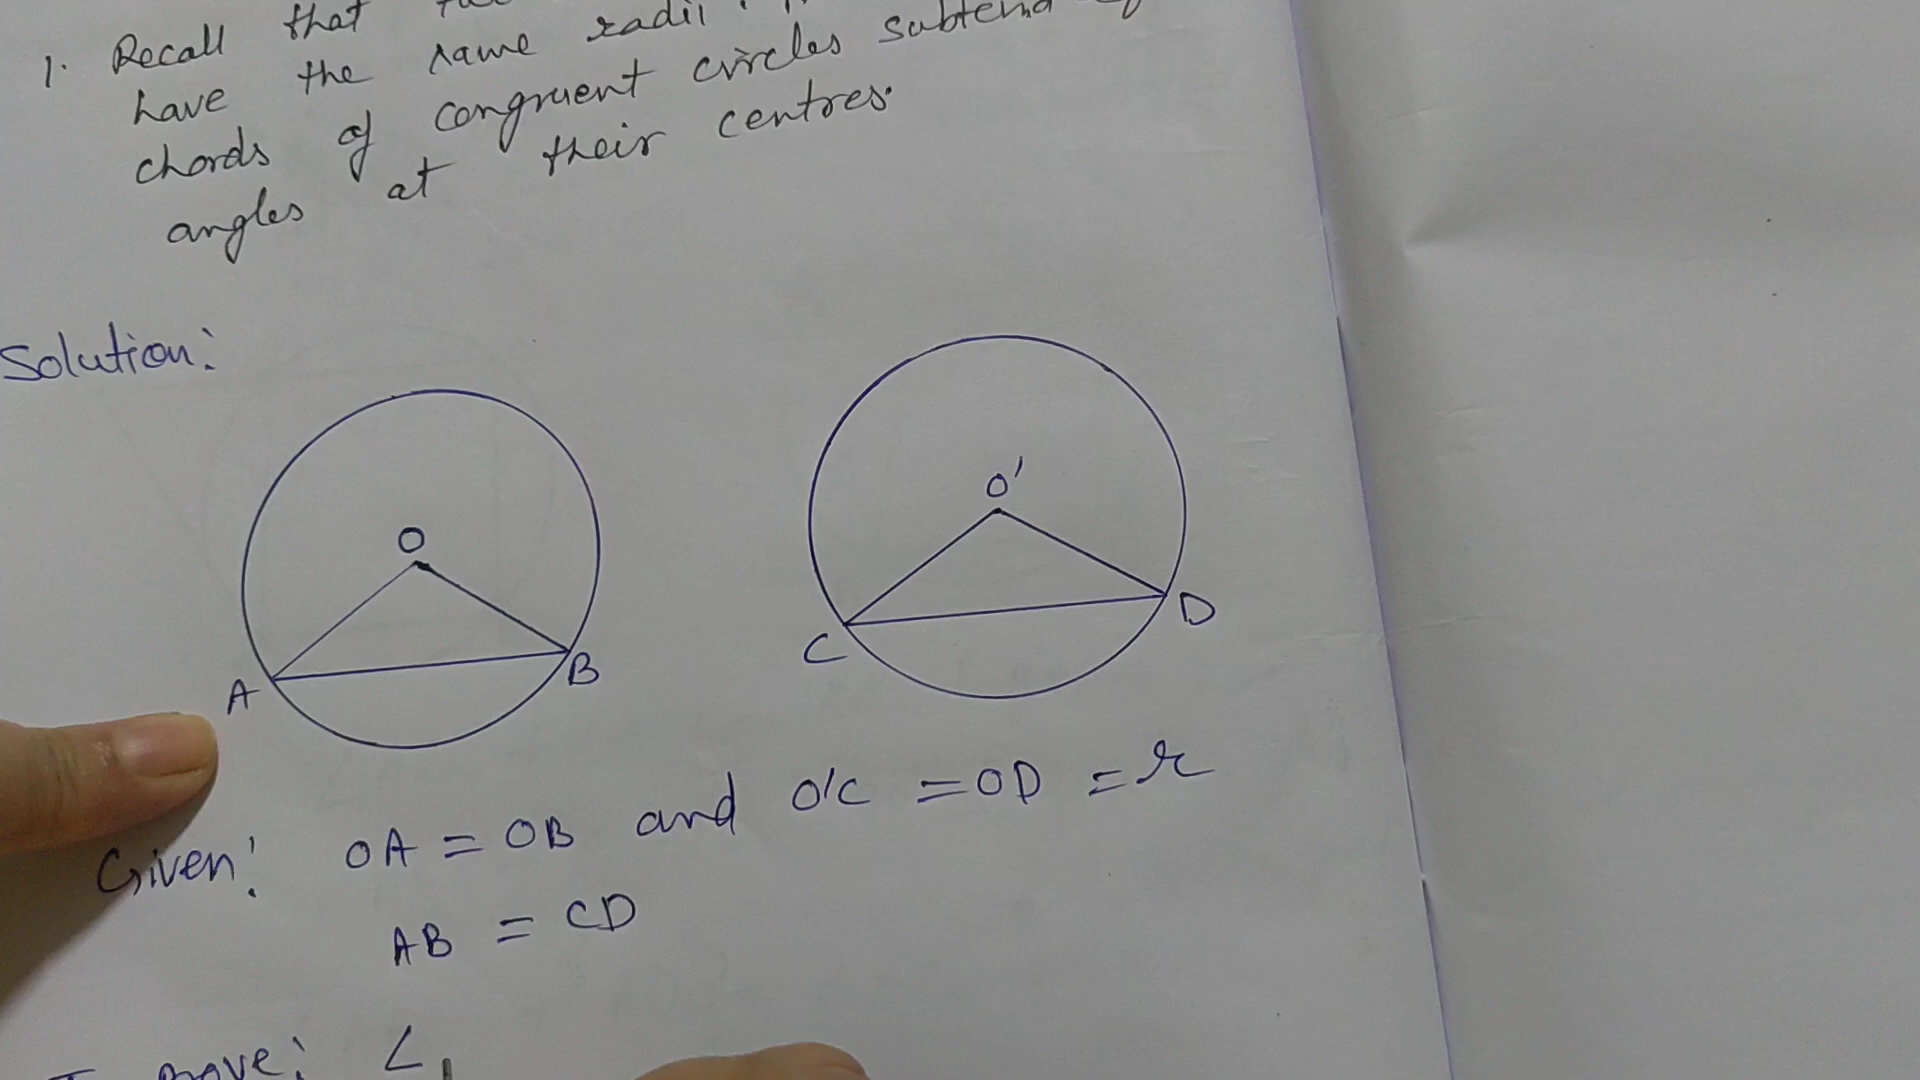 1. Recall that
have the same radii.
chords of congruent circles subtend
angles at their centres.
Solution:
O
A
B
O'
C
D
Given: OA = OB and O'C = OD = r
AB = CD
prove: ∠